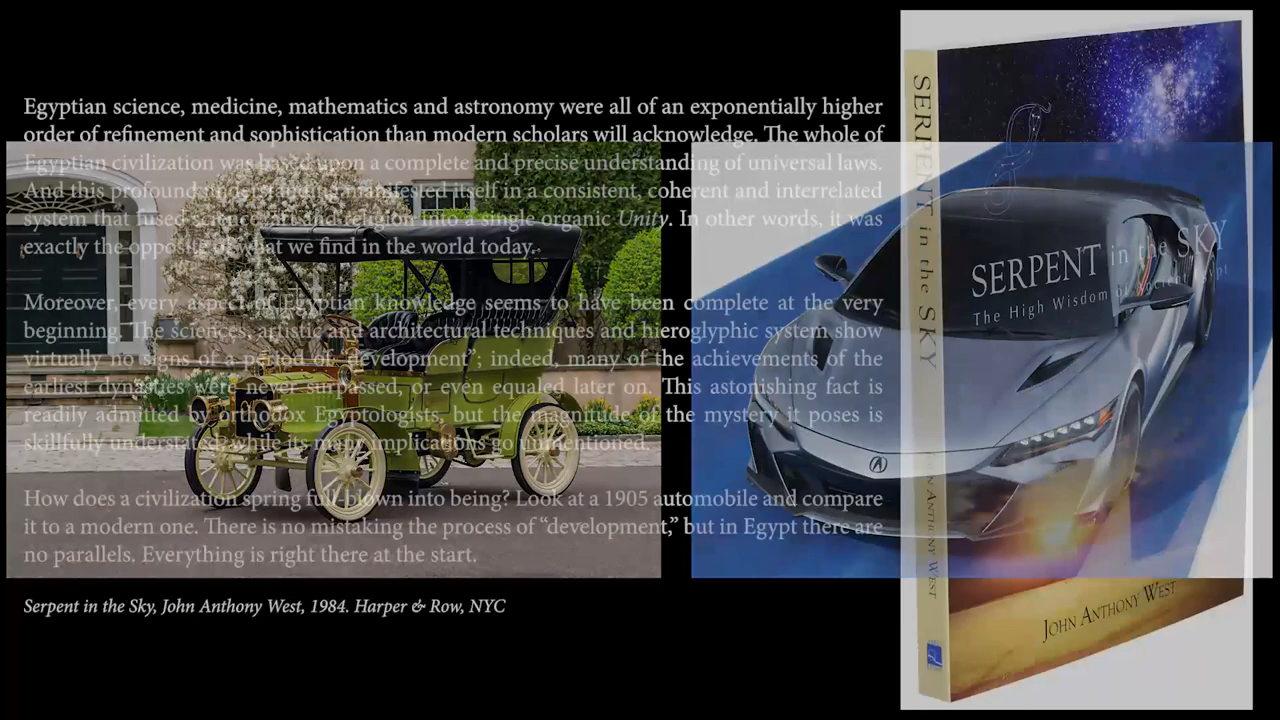 Egyptian science, medicine, mathematics and astronomy were all of an exponentially higher
order of refinement and sophistication than modern scholars will acknowledge. The whole of
Egyptian civilization was based upon a complete and precise understanding of universal laws.
And this profound understanding manifested itself in a consistent, coherent and interrelated
system that fused science, art and religion into a single organic Unity. In other words, it was
exactly the opposite of what we find in the world today.
Moreover, every aspect of Egyptian knowledge seems to have been complete at the very
beginning. The sciences, artistic and architectural techniques and hieroglyphic system show
virtually no signs of a period of "development"; indeed, many of the achievements of the
earliest dynasties were never surpassed, or even equaled later on. This astonishing fact is
readily admitted by orthodox Egyptologists, but the magnitude of the mystery it poses is
skillfully understated, while its many implications go unmentioned.
How does a civilization spring full-blown into being? Look at a 1905 automobile and compare
it to a modern one. There is no mistaking the process of “development,” but in Egypt there are
no parallels. Everything is right there at the start.
Serpent in the Sky, John Anthony West, 1984. Harper & Row, NYC
SERPENT in the SKY
JOHN ANTHONY WEST
SERPENT in the SKY
The High Wisdom of Ancient Egypt
JOHN ANTHONY WEST